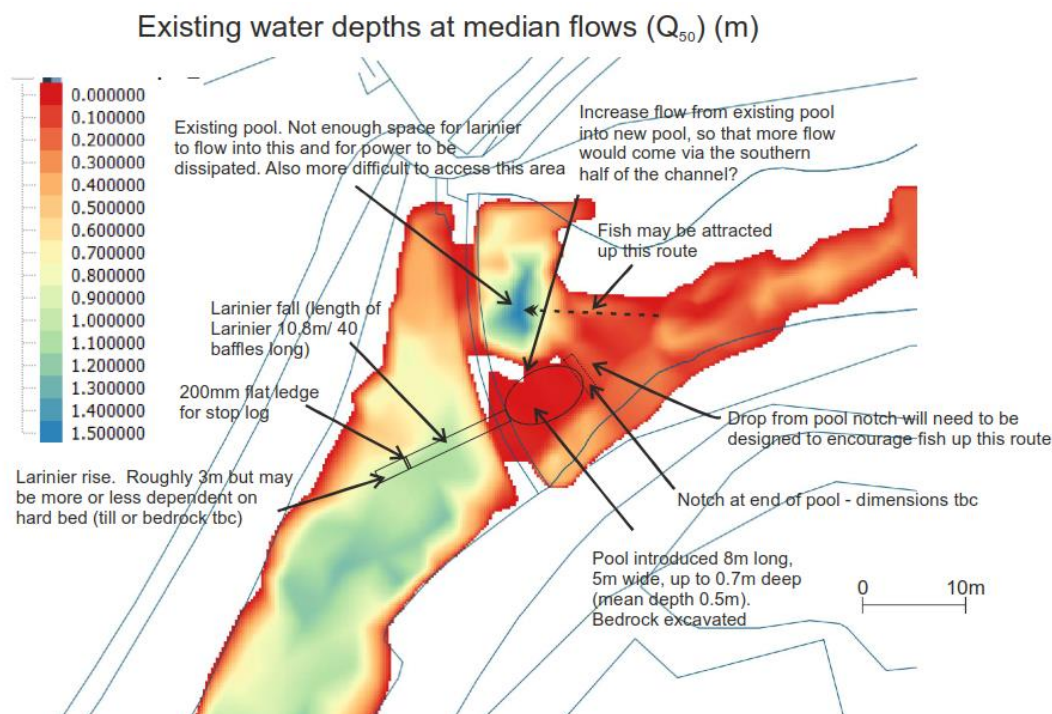 Existing water depths at median flows (Q₅₀) (m)
0.000000
0.100000
0.200000
0.300000
0.400000
0.500000
0.600000
0.700000
0.800000
0.900000
1.000000
1.100000
1.200000
1.300000
1.400000
1.500000
Existing pool. Not enough space for larinier
to flow into this and for power to be
dissipated. Also more difficult to access this area
Increase flow from existing pool
into new pool, so that more flow
would come via the southern
half of the channel?
Fish may be attracted
up this route
Larinier fall (length of
Larinier 10.8m/ 40
baffles long)
200mm flat ledge
for stop log
Larinier rise. Roughly 3m but may
be more or less dependent on
hard bed (till or bedrock tbc)
Drop from pool notch will need to be
designed to encourage fish up this route
Notch at end of pool - dimensions tbc
Pool introduced 8m long,
5m wide, up to 0.7m deep
(mean depth 0.5m).
Bedrock excavated
0 10m